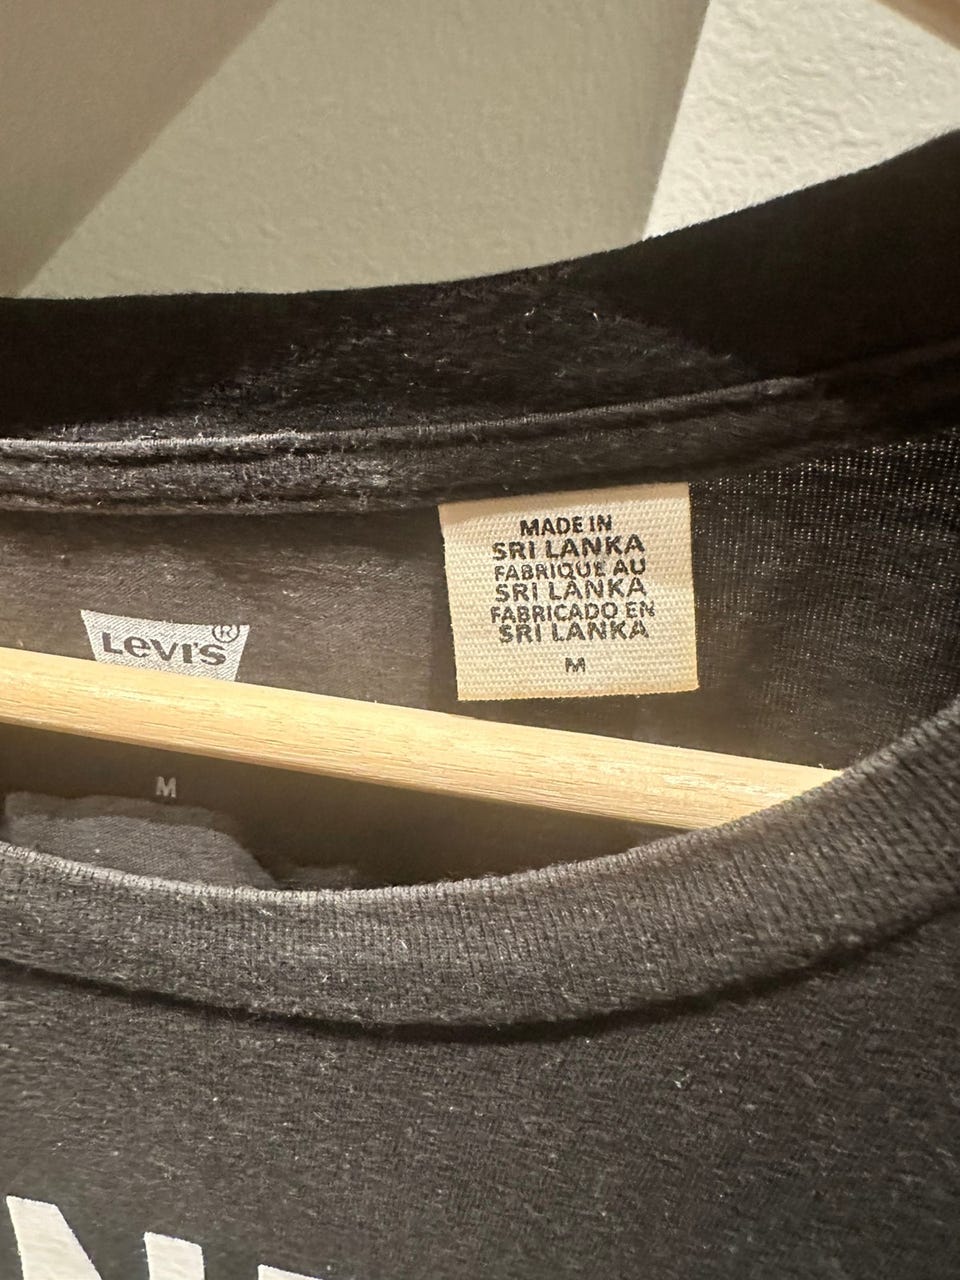 MADE IN
SRI LANKA
FABRIQUE AU
SRI LANKA
FABRICADO EN
SRI LANKA
M
Levi's®
M